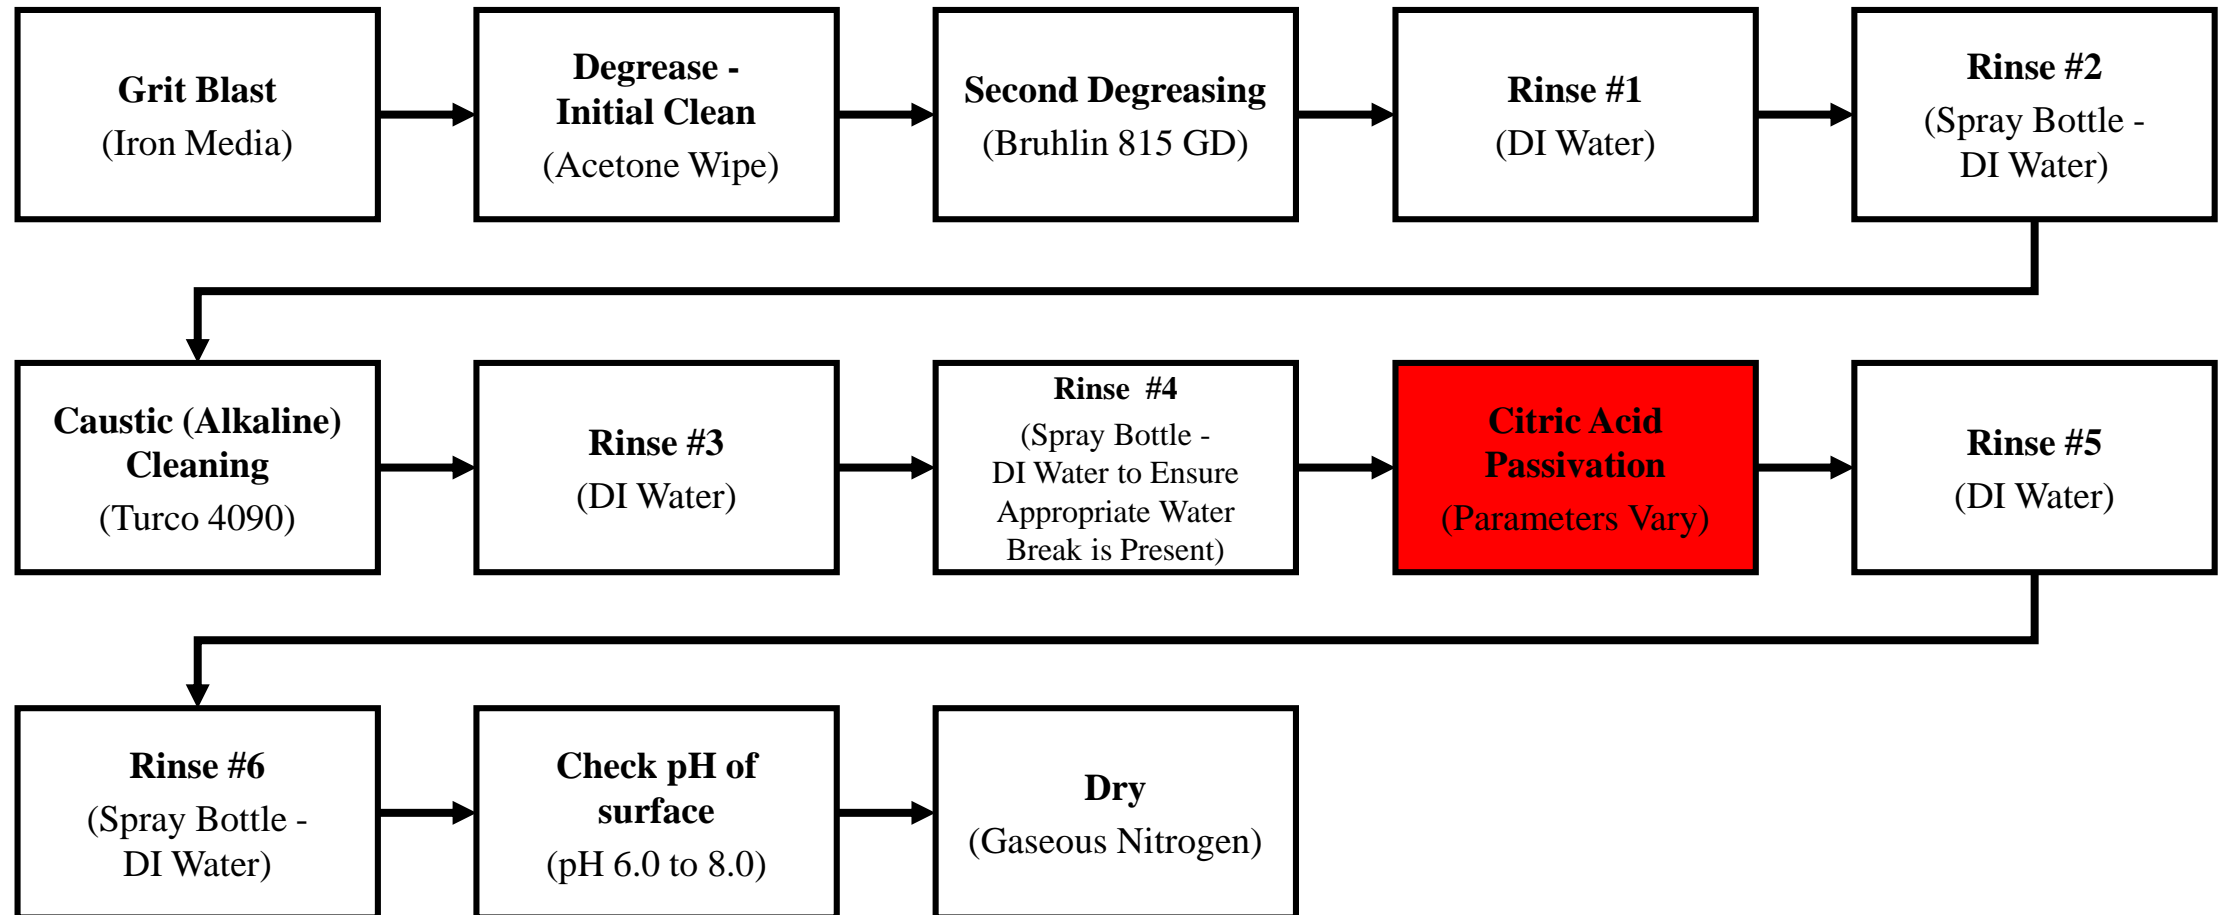 Grit Blast
(Iron Media)
Degrease -
Initial Clean
(Acetone Wipe)
Second Degreasing
(Bruhlin 815 GD)
Rinse #1
(DI Water)
Rinse #2
(Spray Bottle -
DI Water)
Caustic (Alkaline)
Cleaning
(Turco 4090)
Rinse #3
(DI Water)
Rinse #4
(Spray Bottle -
DI Water to Ensure
Appropriate Water
Break is Present)
Citric Acid
Passivation
(Parameters Vary)
Rinse #5
(DI Water)
Rinse #6
(Spray Bottle -
DI Water)
Check pH of
surface
(pH 6.0 to 8.0)
Dry
(Gaseous Nitrogen)